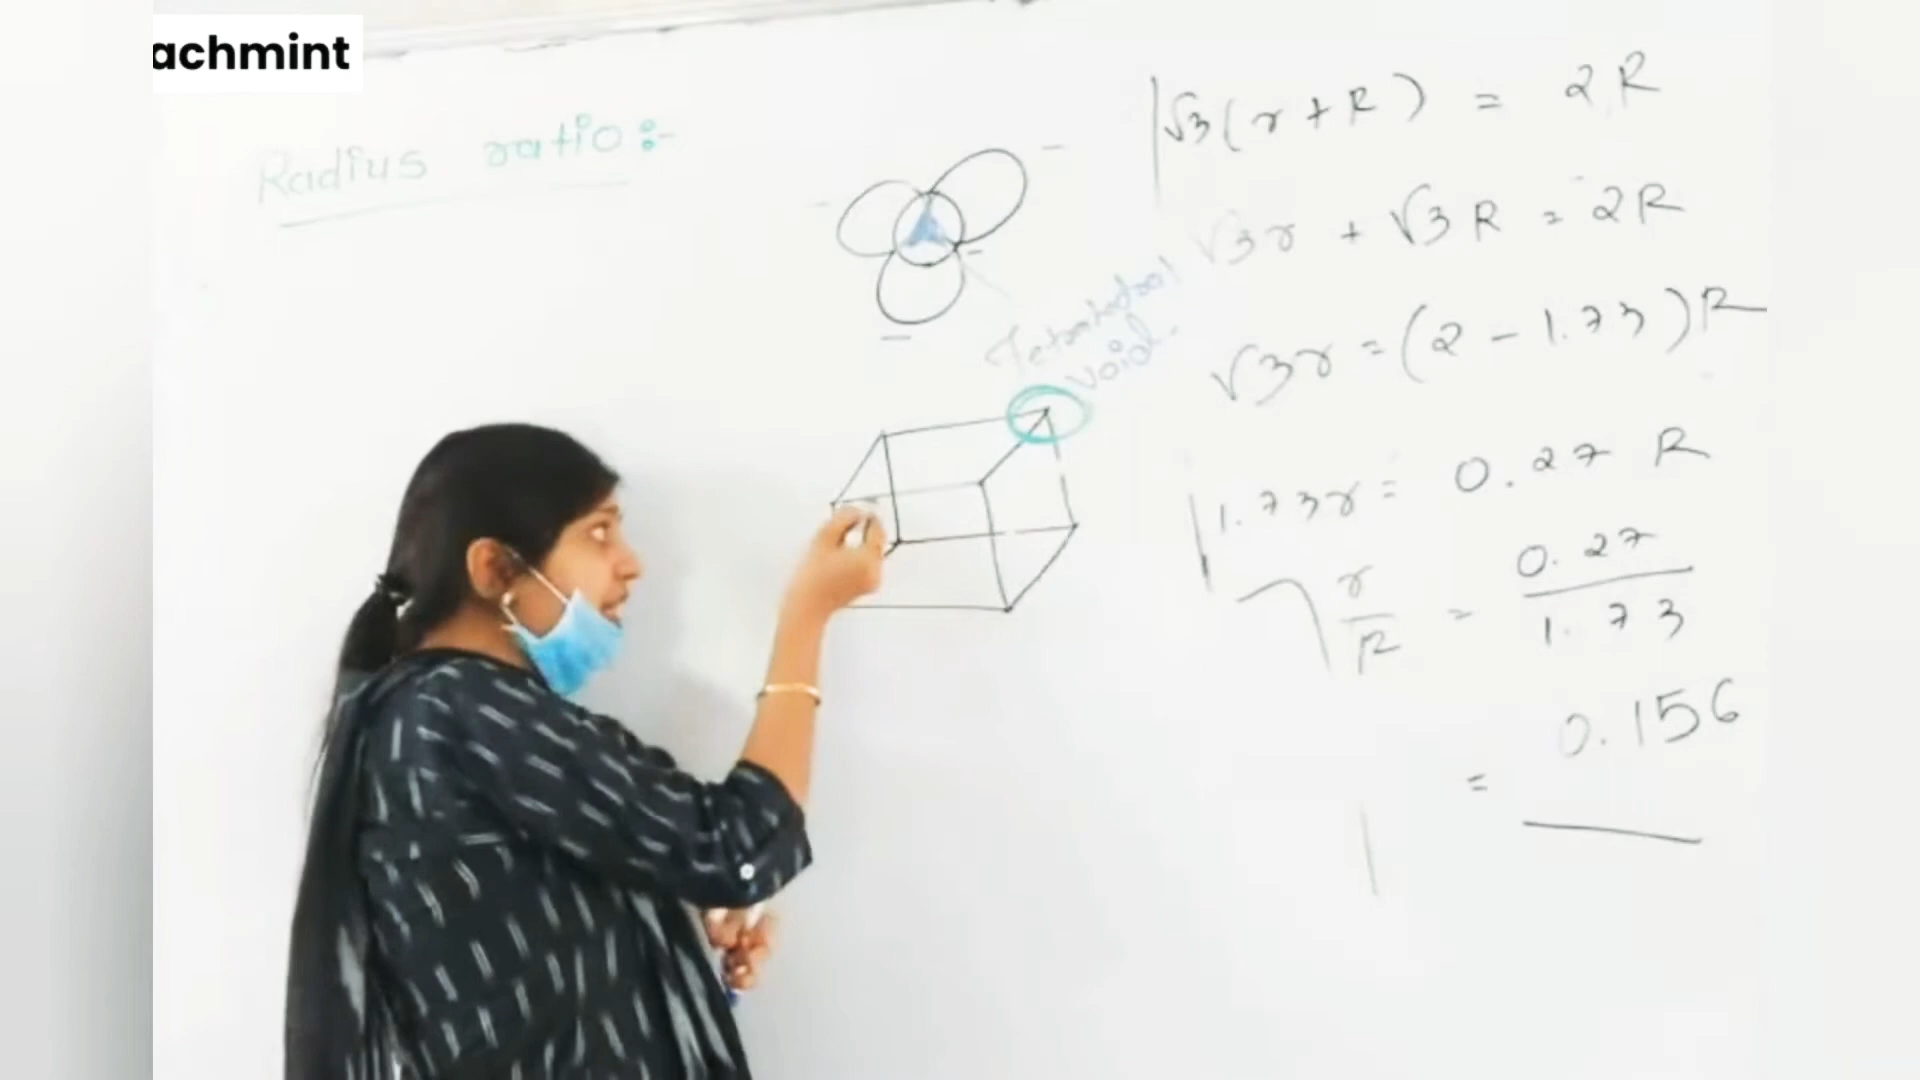 achmint
Radius ratio :-
√3(r+R) = 2R
√3r + √3R = 2R
Tetrahedral
void
√3r = (2 - 1.73)R
1.73r = 0.27 R
r/R = 0.27/1.73
= 0.156